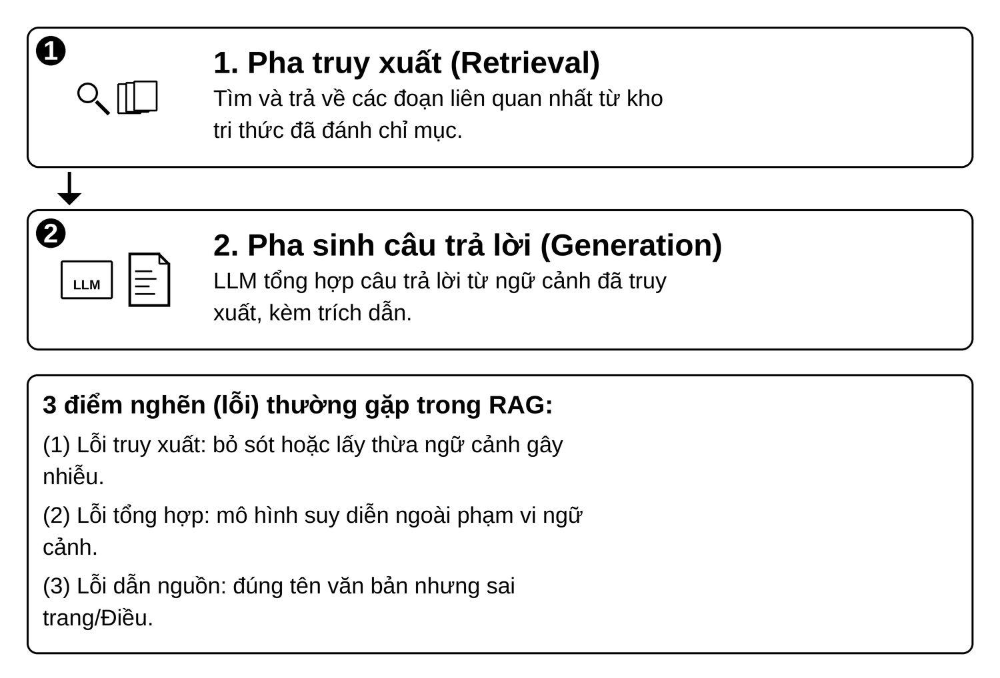 1
1. Pha truy xuất (Retrieval)
Tìm và trả về các đoạn liên quan nhất từ kho
tri thức đã đánh chỉ mục.
2
2. Pha sinh câu trả lời (Generation)
LLM
LLM tổng hợp câu trả lời từ ngữ cảnh đã truy
xuất, kèm trích dẫn.
3 điểm nghẽn (lỗi) thường gặp trong RAG:
(1) Lỗi truy xuất: bỏ sót hoặc lấy thừa ngữ cảnh gây
nhiễu.
(2) Lỗi tổng hợp: mô hình suy diễn ngoài phạm vi ngữ
cảnh.
(3) Lỗi dẫn nguồn: đúng tên văn bản nhưng sai
trang/Điều.